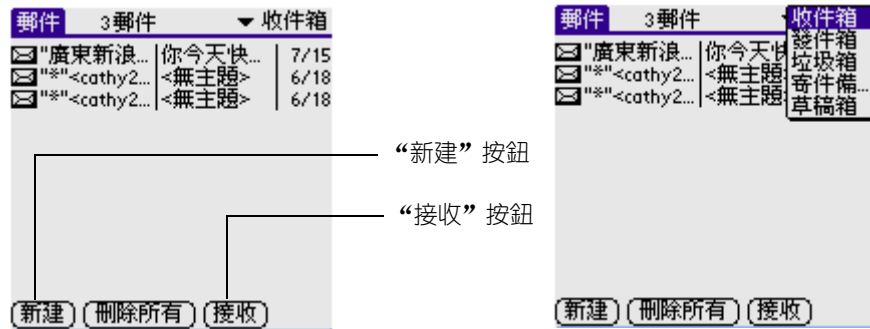 郵件 3郵件 ▼ 收件箱
"廣東新浪... 你今天快... 7/15
"*"<cathy2... <無主題> 6/18
"*"<cathy2... <無主題> 6/18
新建 刪除所有 接收
“新建”按鈕
“接收”按鈕
郵件 3郵件
收件箱
發件箱
垃圾箱
寄件備...
草稿箱
"廣東新浪... 你今天快
"*"<cathy2... <無主題
"*"<cathy2... <無主題
新建 刪除所有 接收